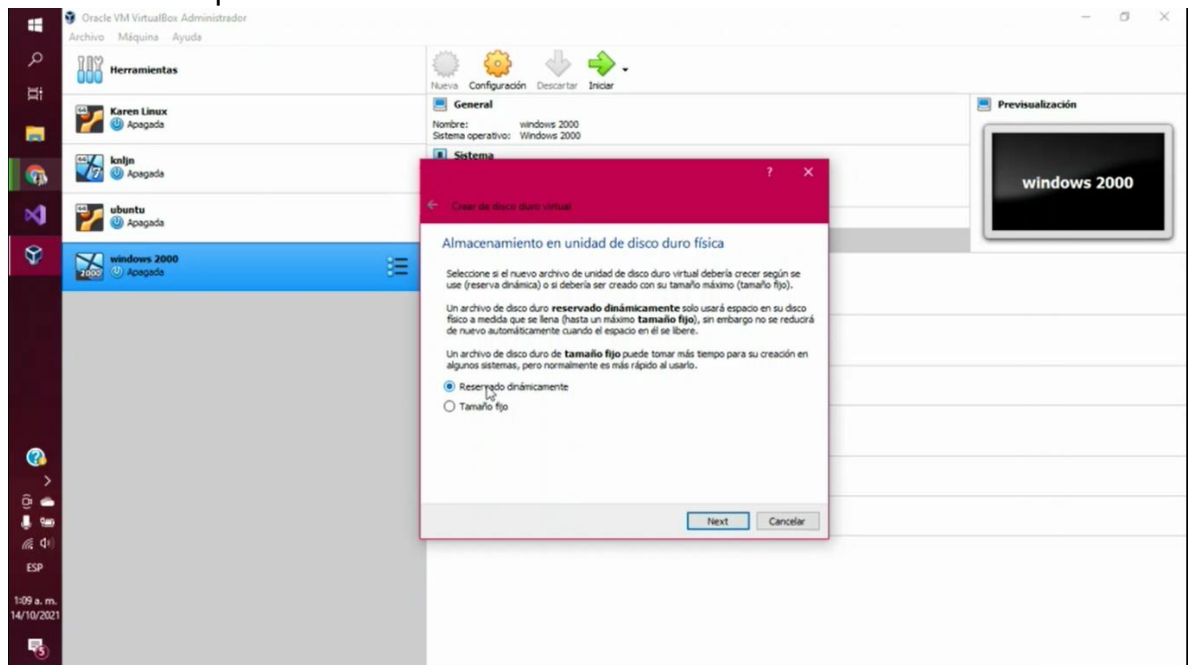 Oracle VM VirtualBox Administrador
Archivo Máquina Ayuda
Herramientas
Nueva Configuración Descartar Iniciar
Karen Linux
Apagada
knljn
Apagada
ubuntu
Apagada
windows 2000
Apagada
General
Nombre: windows 2000
Sistema operativo: Windows 2000
Sistema
Previsualización
windows 2000
Crear de disco duro virtual
Almacenamiento en unidad de disco duro física
Seleccione si el nuevo archivo de unidad de disco duro virtual debería crecer según se
use (reserva dinámica) o si debería ser creado con su tamaño máximo (tamaño fijo).
Un archivo de disco duro reservado dinámicamente solo usará espacio en su disco
físico a medida que se llena (hasta un máximo tamaño fijo), sin embargo no se reducirá
de nuevo automáticamente cuando el espacio en él se libere.
Un archivo de disco duro de tamaño fijo puede tomar más tiempo para su creación en
algunos sistemas, pero normalmente es más rápido al usarlo.
Reservado dinámicamente
Tamaño fijo
Next Cancelar
ESP
1:09 a. m.
14/10/2021
5